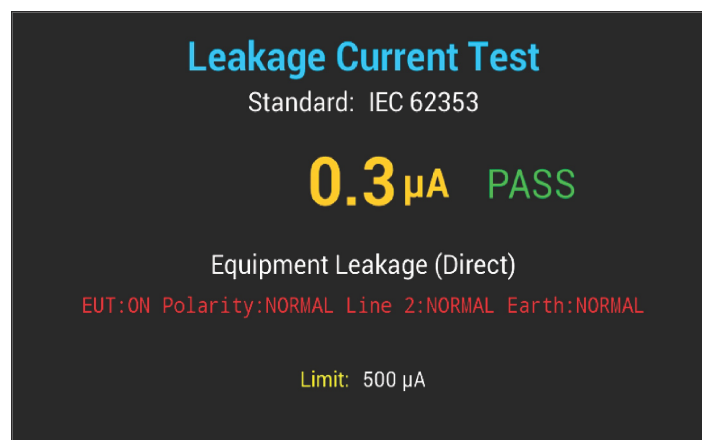 Leakage Current Test
Standard: IEC 62353
0.3 µA PASS
Equipment Leakage (Direct)
EUT:ON Polarity:NORMAL Line 2:NORMAL Earth:NORMAL
Limit: 500 µA